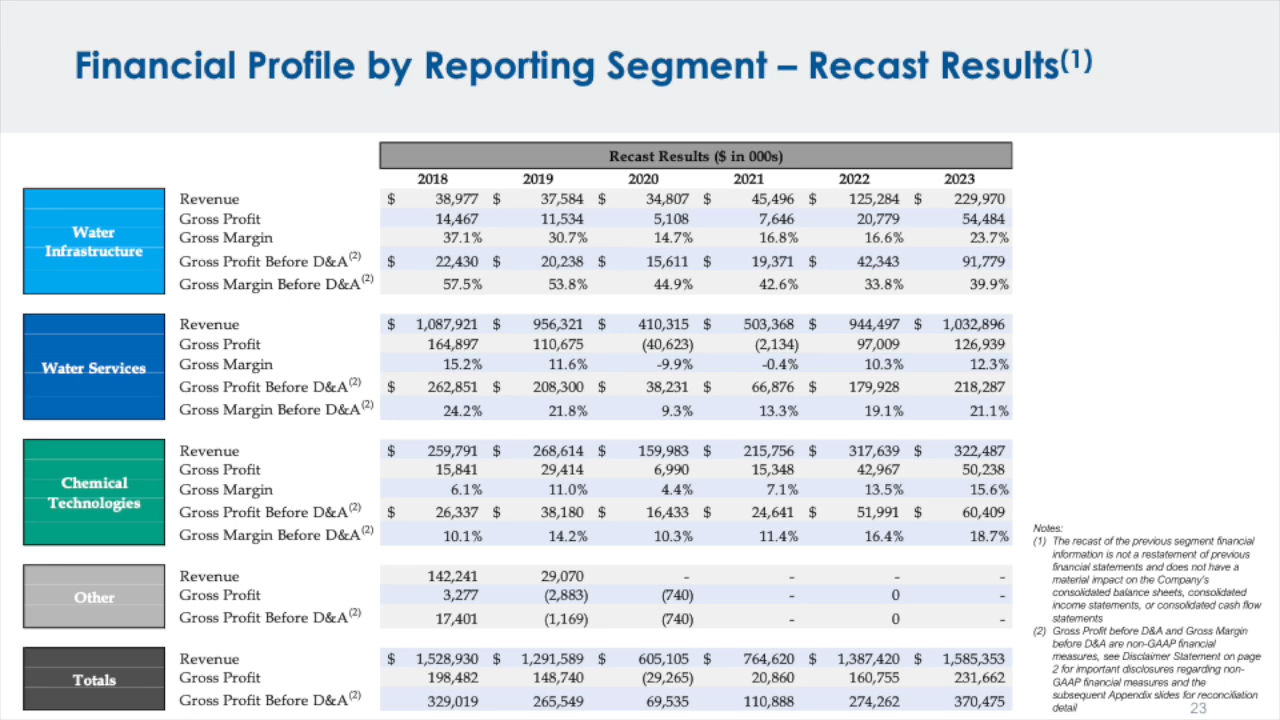 Financial Profile by Reporting Segment – Recast Results(1)
Recast Results ($ in 000s)
2018 2019 2020 2021 2022 2023
Water Infrastructure
Revenue $ 38,977 $ 37,584 $ 34,807 $ 45,496 $ 125,284 $ 229,970
Gross Profit 14,467 11,534 5,108 7,646 20,779 54,484
Gross Margin 37.1% 30.7% 14.7% 16.8% 16.6% 23.7%
Gross Profit Before D&A(2) $ 22,430 $ 20,238 $ 15,611 $ 19,371 $ 42,343 91,779
Gross Margin Before D&A(2) 57.5% 53.8% 44.9% 42.6% 33.8% 39.9%
Water Services
Revenue $ 1,087,921 $ 956,321 $ 410,315 $ 503,368 $ 944,497 $ 1,032,896
Gross Profit 164,897 110,675 (40,623) (2,134) 97,009 126,939
Gross Margin 15.2% 11.6% -9.9% -0.4% 10.3% 12.3%
Gross Profit Before D&A(2) $ 262,851 $ 208,300 $ 38,231 $ 66,876 $ 179,928 $ 218,287
Gross Margin Before D&A(2) 24.2% 21.8% 9.3% 13.3% 19.1% 21.1%
Chemical Technologies
Revenue $ 259,791 $ 268,614 $ 159,983 $ 215,756 $ 317,639 $ 322,487
Gross Profit 15,841 29,414 6,990 15,348 42,967 50,238
Gross Margin 6.1% 11.0% 4.4% 7.1% 13.5% 15.6%
Gross Profit Before D&A(2) $ 26,337 $ 38,180 $ 16,433 $ 24,641 $ 51,991 $ 60,409
Gross Margin Before D&A(2) 10.1% 14.2% 10.3% 11.4% 16.4% 18.7%
Other
Revenue 142,241 29,070 - - - -
Gross Profit 3,277 (2,883) (740) - 0 -
Gross Profit Before D&A(2) 17,401 (1,169) (740) - 0 -
Totals
Revenue $ 1,528,930 $ 1,291,589 $ 605,105 $ 764,620 $ 1,387,420 $ 1,585,353
Gross Profit 198,482 148,740 (29,265) 20,860 160,755 231,662
Gross Profit Before D&A(2) 329,019 265,549 69,535 110,888 274,262 370,475
Notes:
(1) The recast of the previous segment financial
information is not a restatement of previous
financial statements and does not have a
material impact on the Company's
consolidated balance sheets, consolidated
income statements, or consolidated cash flow
statements
(2) Gross Profit before D&A and Gross Margin
before D&A are non-GAAP financial
measures, see Disclaimer Statement on page
2 for important disclosures regarding non-
GAAP financial measures and the
subsequent Appendix slides for reconciliation
detail
23